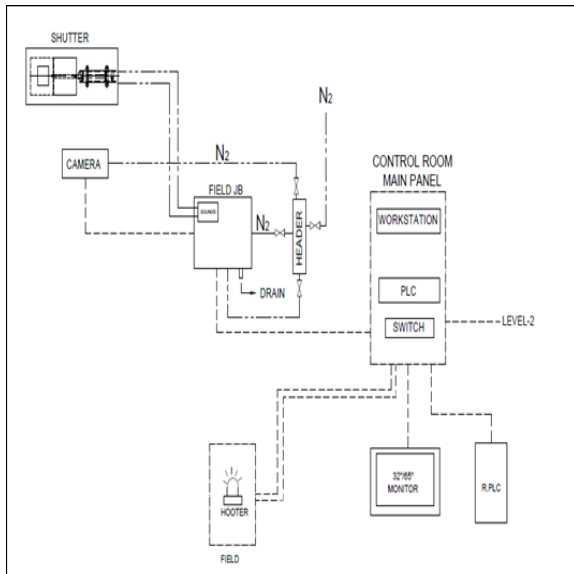 SHUTTER
N2
CAMERA
N2
FIELD JB
N2
HEADER
DRAIN
CONTROL ROOM
MAIN PANEL
WORKSTATION
PLC
SWITCH
LEVEL-2
HOOTER
FIELD
32"/65"
MONITOR
R.PLC